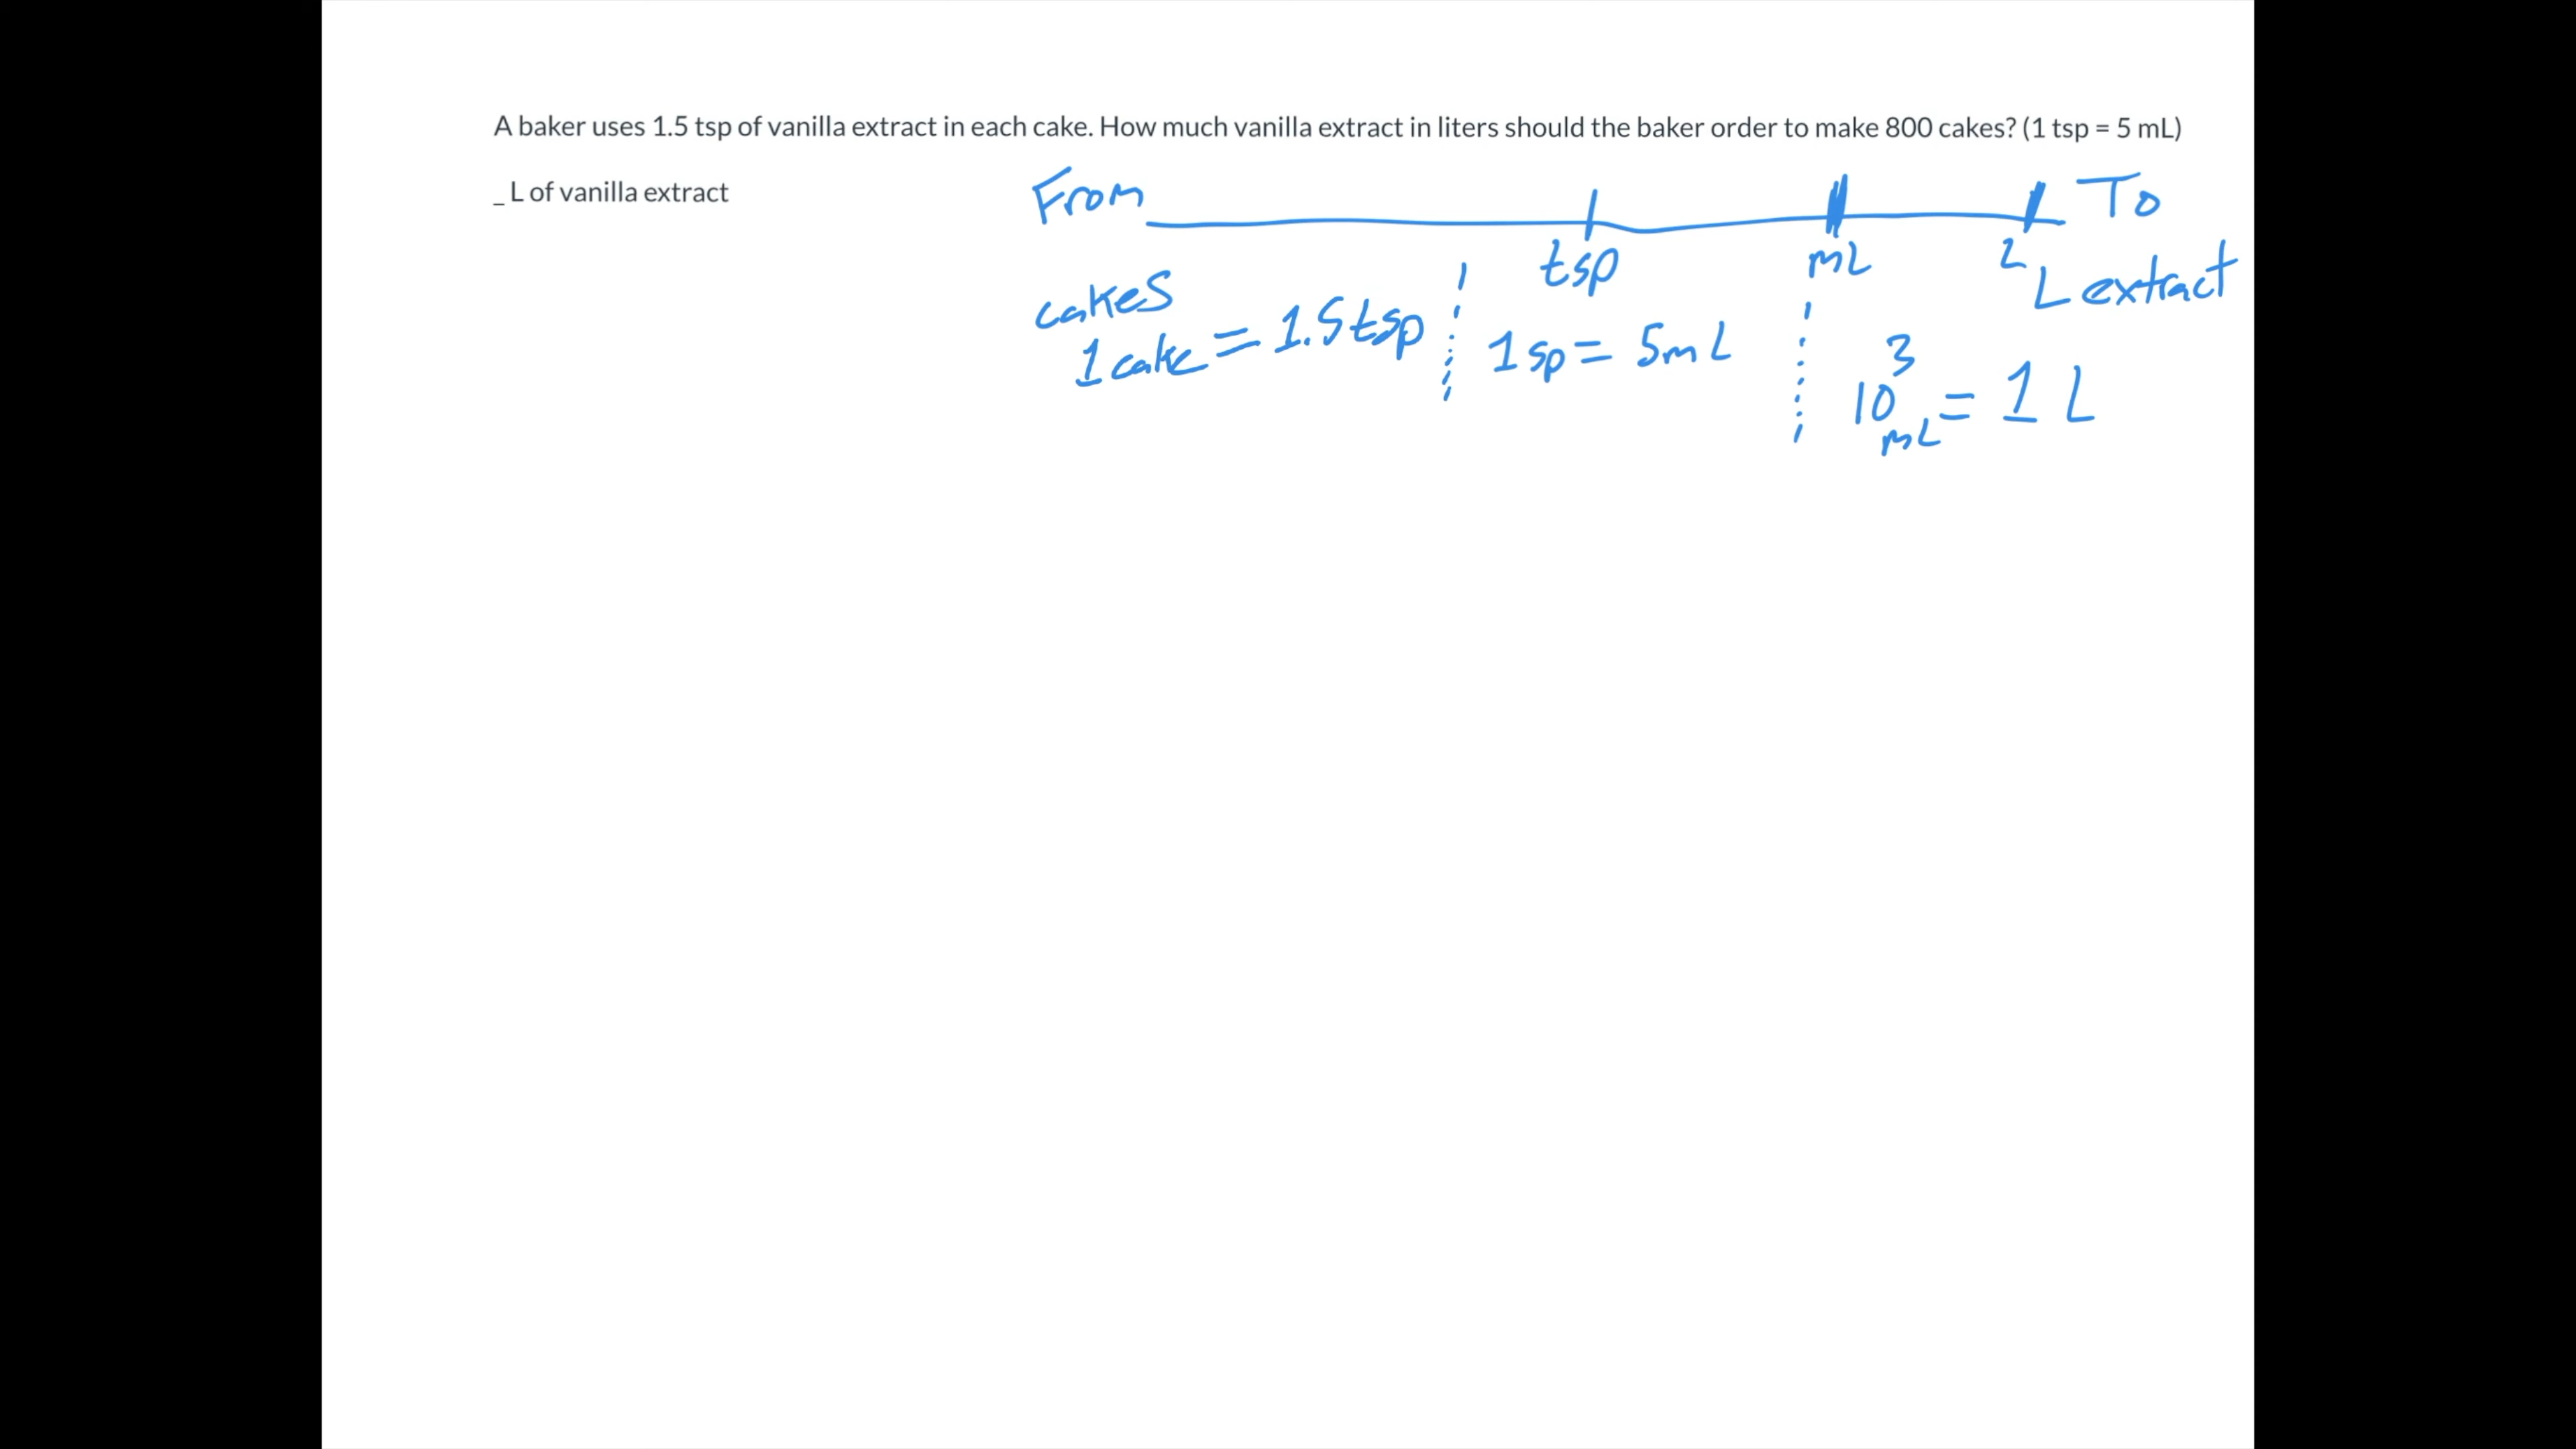 A baker uses 1.5 tsp of vanilla extract in each cake. How much vanilla extract in liters should the baker order to make 800 cakes? (1 tsp = 5 mL)
_ L of vanilla extract
From To
tsp mL L
cakes L extract
1 cake = 1.5 tsp 1 sp = 5 mL
10³ mL = 1 L